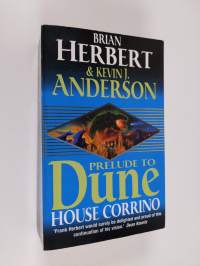 BRIAN
HERBERT
& KEVIN J.
ANDERSON
PRELUDE TO
Dune
HOUSE CORRINO
'Frank Herbert would surely be delighted and proud of this
continuation of his vision.' Dean Koontz